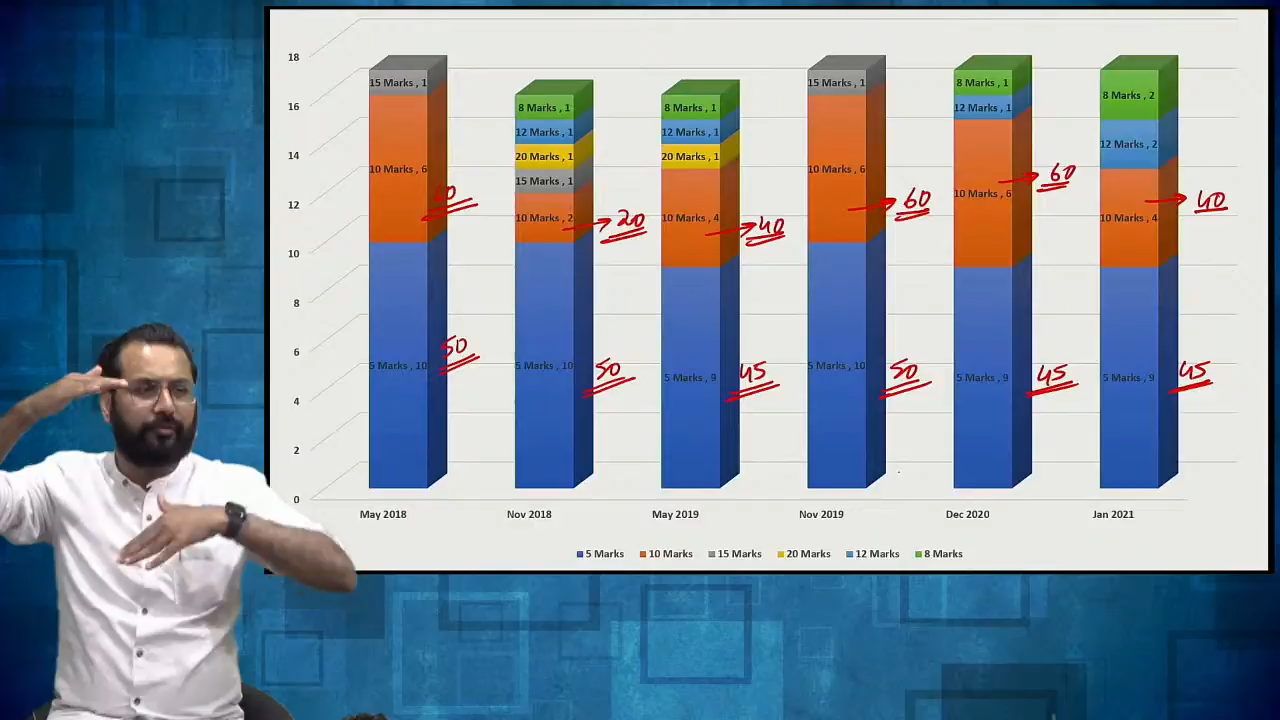 18
16
14
12
10
8
6
4
2
0
15 Marks , 1
10 Marks , 6
60
5 Marks , 10
50
8 Marks , 1
12 Marks , 1
20 Marks , 1
15 Marks , 1
10 Marks , 2
20
5 Marks , 10
50
8 Marks , 1
12 Marks , 1
20 Marks , 1
10 Marks , 4
40
5 Marks , 9
45
15 Marks , 1
10 Marks , 6
60
5 Marks , 10
50
8 Marks , 1
12 Marks , 1
10 Marks , 6
60
5 Marks , 9
45
8 Marks , 2
12 Marks , 2
10 Marks , 4
40
5 Marks , 9
45
May 2018 Nov 2018 May 2019 Nov 2019 Dec 2020 Jan 2021
5 Marks 10 Marks 15 Marks 20 Marks 12 Marks 8 Marks